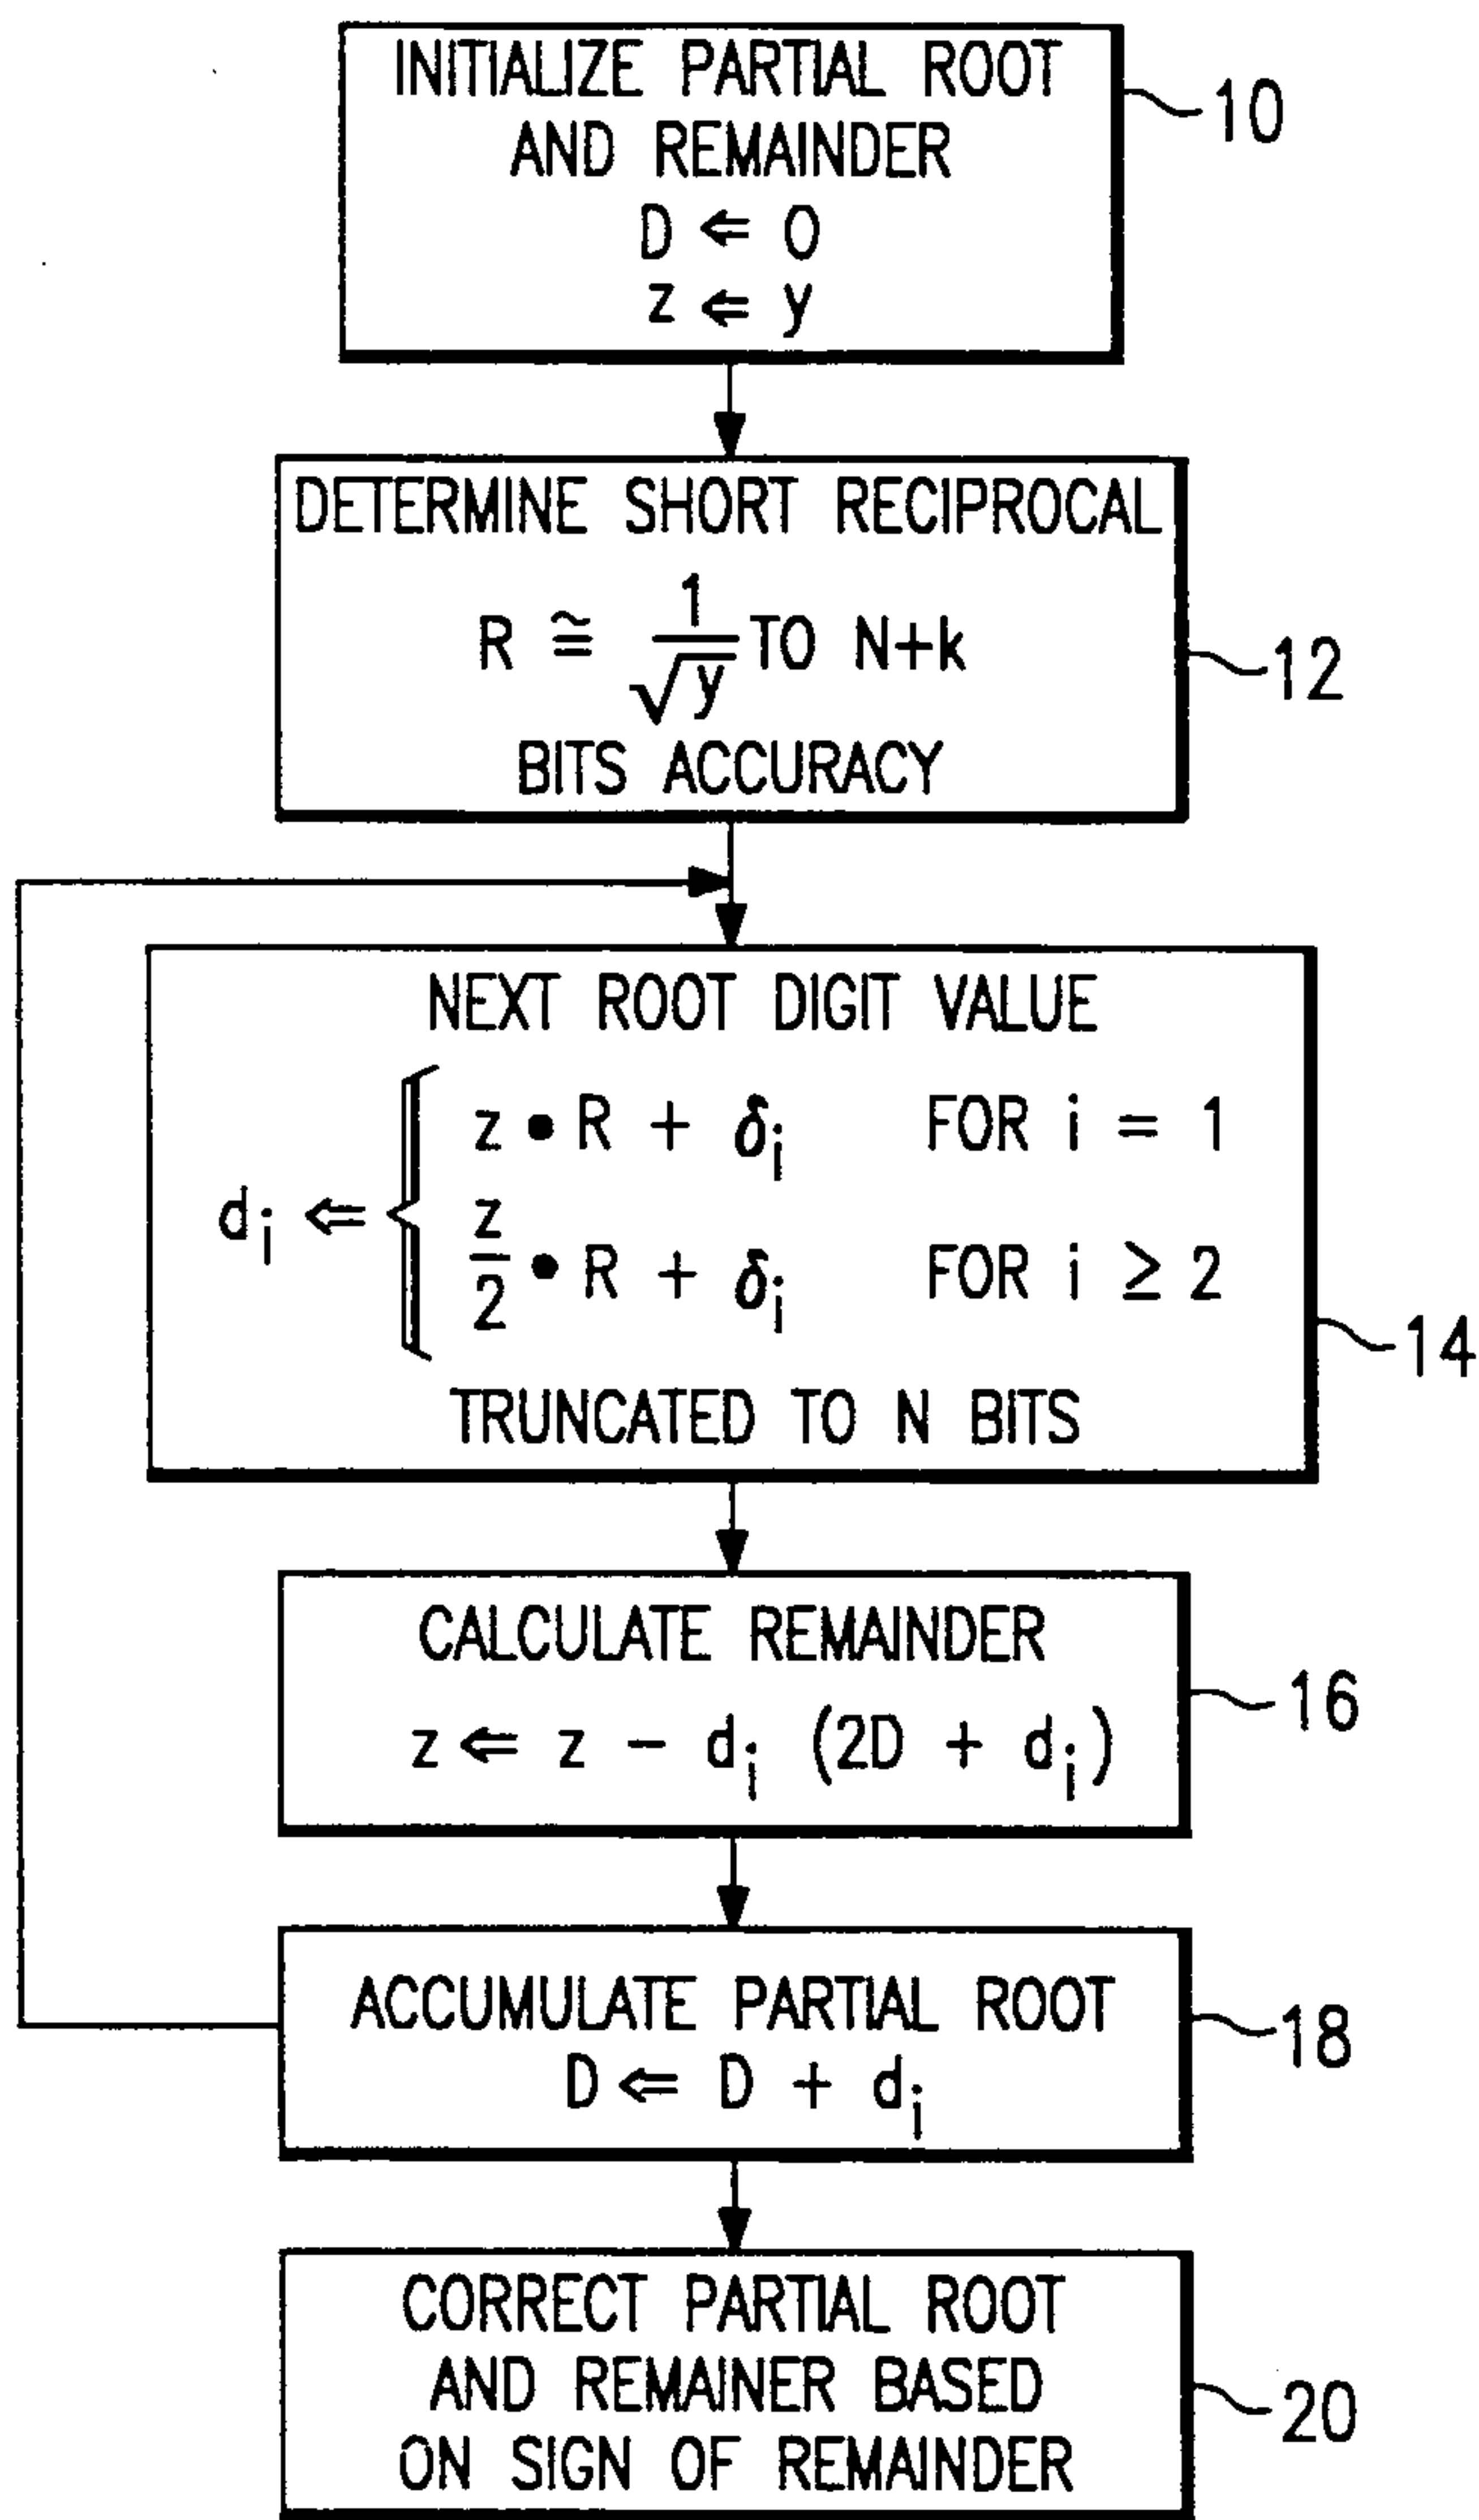 INITIALIZE PARTIAL ROOT
AND REMAINDER
D ⇐ 0
z ⇐ y
10
DETERMINE SHORT RECIPROCAL
R ≅ 1/√y TO N+k
BITS ACCURACY
12
NEXT ROOT DIGIT VALUE
z • R + δi FOR i = 1
di ⇐ {
z/2 • R + δi FOR i ≥ 2
TRUNCATED TO N BITS
14
CALCULATE REMAINDER
z ⇐ z - di (2D + di)
16
ACCUMULATE PARTIAL ROOT
D ⇐ D + di
18
CORRECT PARTIAL ROOT
AND REMAINER BASED
ON SIGN OF REMAINDER
20